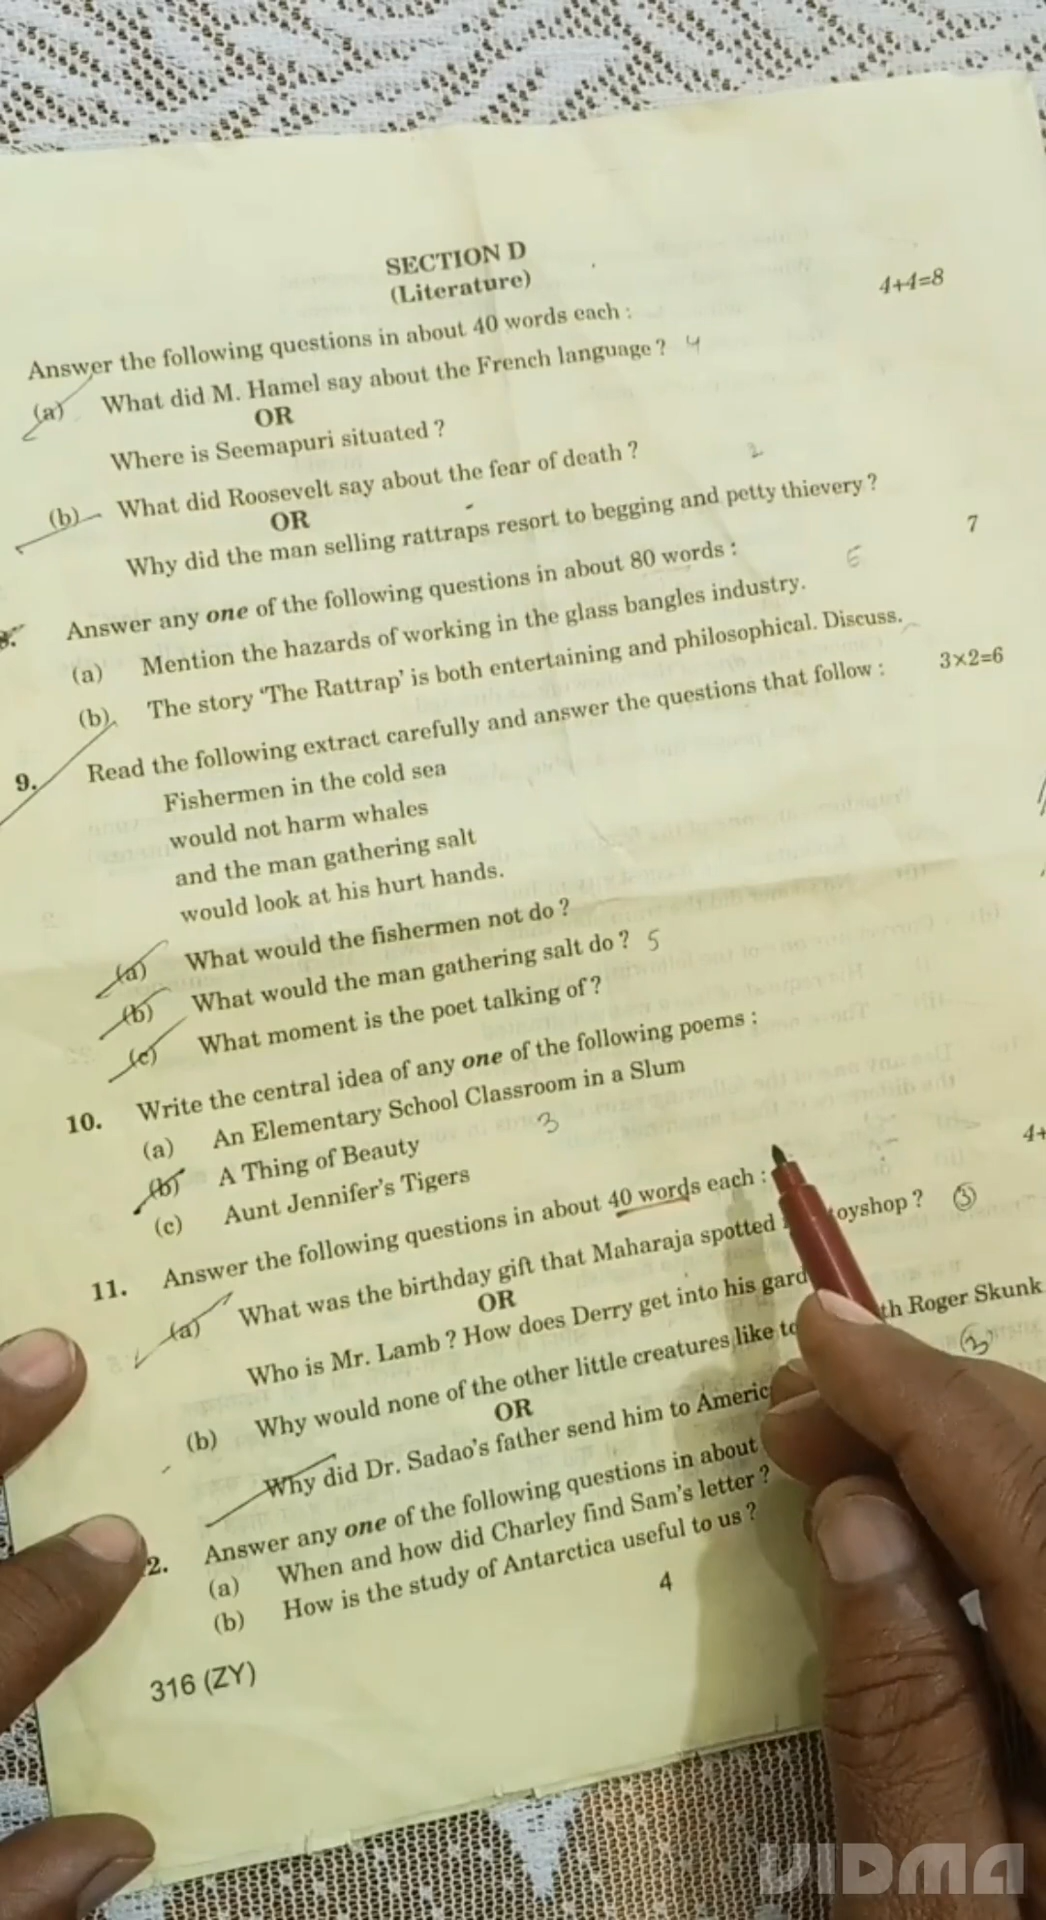 SECTION D
(Literature)
4+4=8
Answer the following questions in about 40 words each :
(a) What did M. Hamel say about the French language ? 4
OR
Where is Seemapuri situated ?
(b) What did Roosevelt say about the fear of death ? 2
OR
Why did the man selling rattraps resort to begging and petty thievery ?
8. Answer any one of the following questions in about 80 words : 7
(a) Mention the hazards of working in the glass bangles industry.
(b) The story 'The Rattrap' is both entertaining and philosophical. Discuss.
9. Read the following extract carefully and answer the questions that follow : 3×2=6
Fishermen in the cold sea
would not harm whales
and the man gathering salt
would look at his hurt hands.
(a) What would the fishermen not do ?
(b) What would the man gathering salt do ? 5
(c) What moment is the poet talking of ?
10. Write the central idea of any one of the following poems :
(a) An Elementary School Classroom in a Slum
(b) A Thing of Beauty 3
(c) Aunt Jennifer's Tigers
11. Answer the following questions in about 40 words each : 4+
(a) What was the birthday gift that Maharaja spotted toyshop ? 3
OR
Who is Mr. Lamb ? How does Derry get into his gard
(b) Why would none of the other little creatures like to th Roger Skunk
OR
Why did Dr. Sadao's father send him to Americ
2. Answer any one of the following questions in about
(a) When and how did Charley find Sam's letter ?
(b) How is the study of Antarctica useful to us ?
4
316 (ZY)
VIDMA